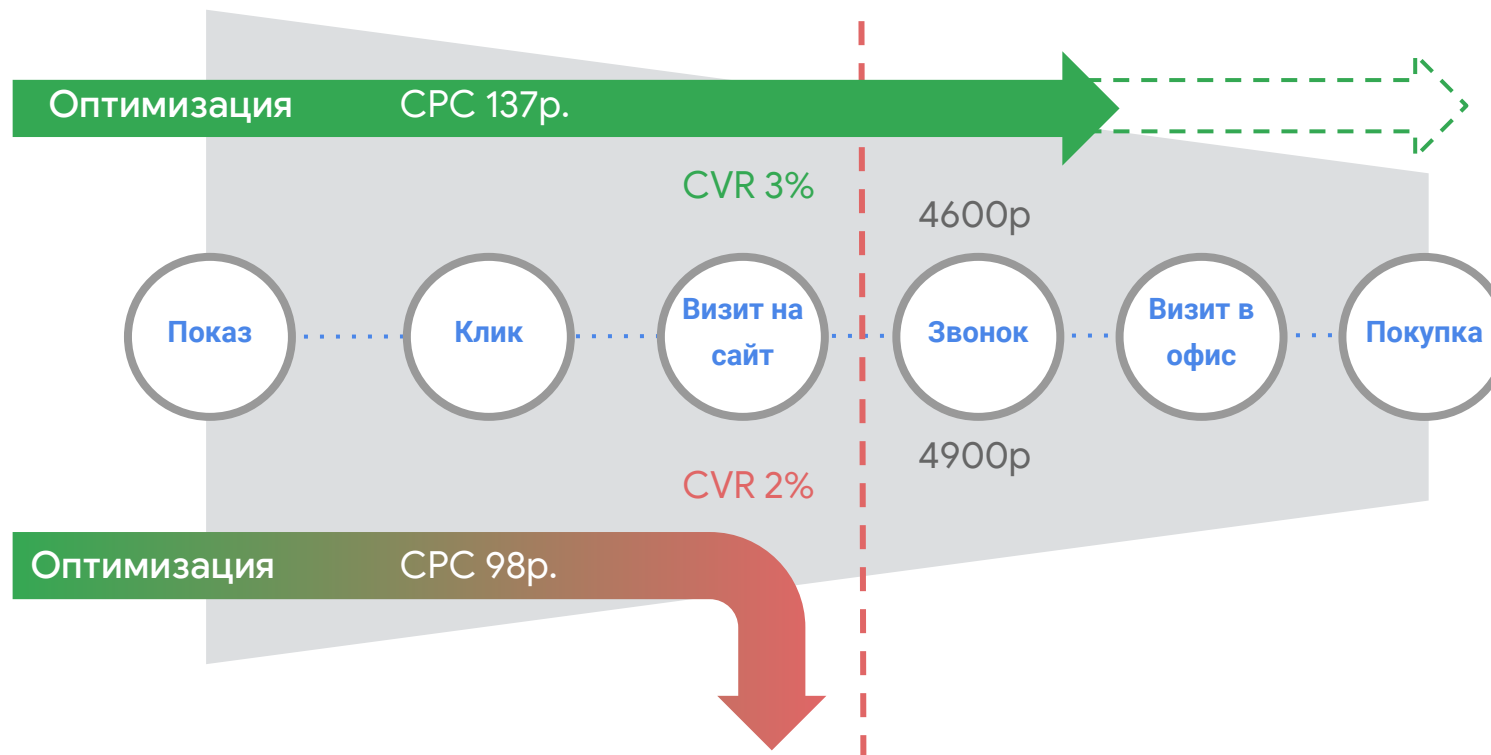 Оптимизация CPC 137р.
CVR 3%
4600р
Показ
Клик
Визит на
сайт
Звонок
Визит в
офис
Покупка
4900р
CVR 2%
Оптимизация CPC 98р.